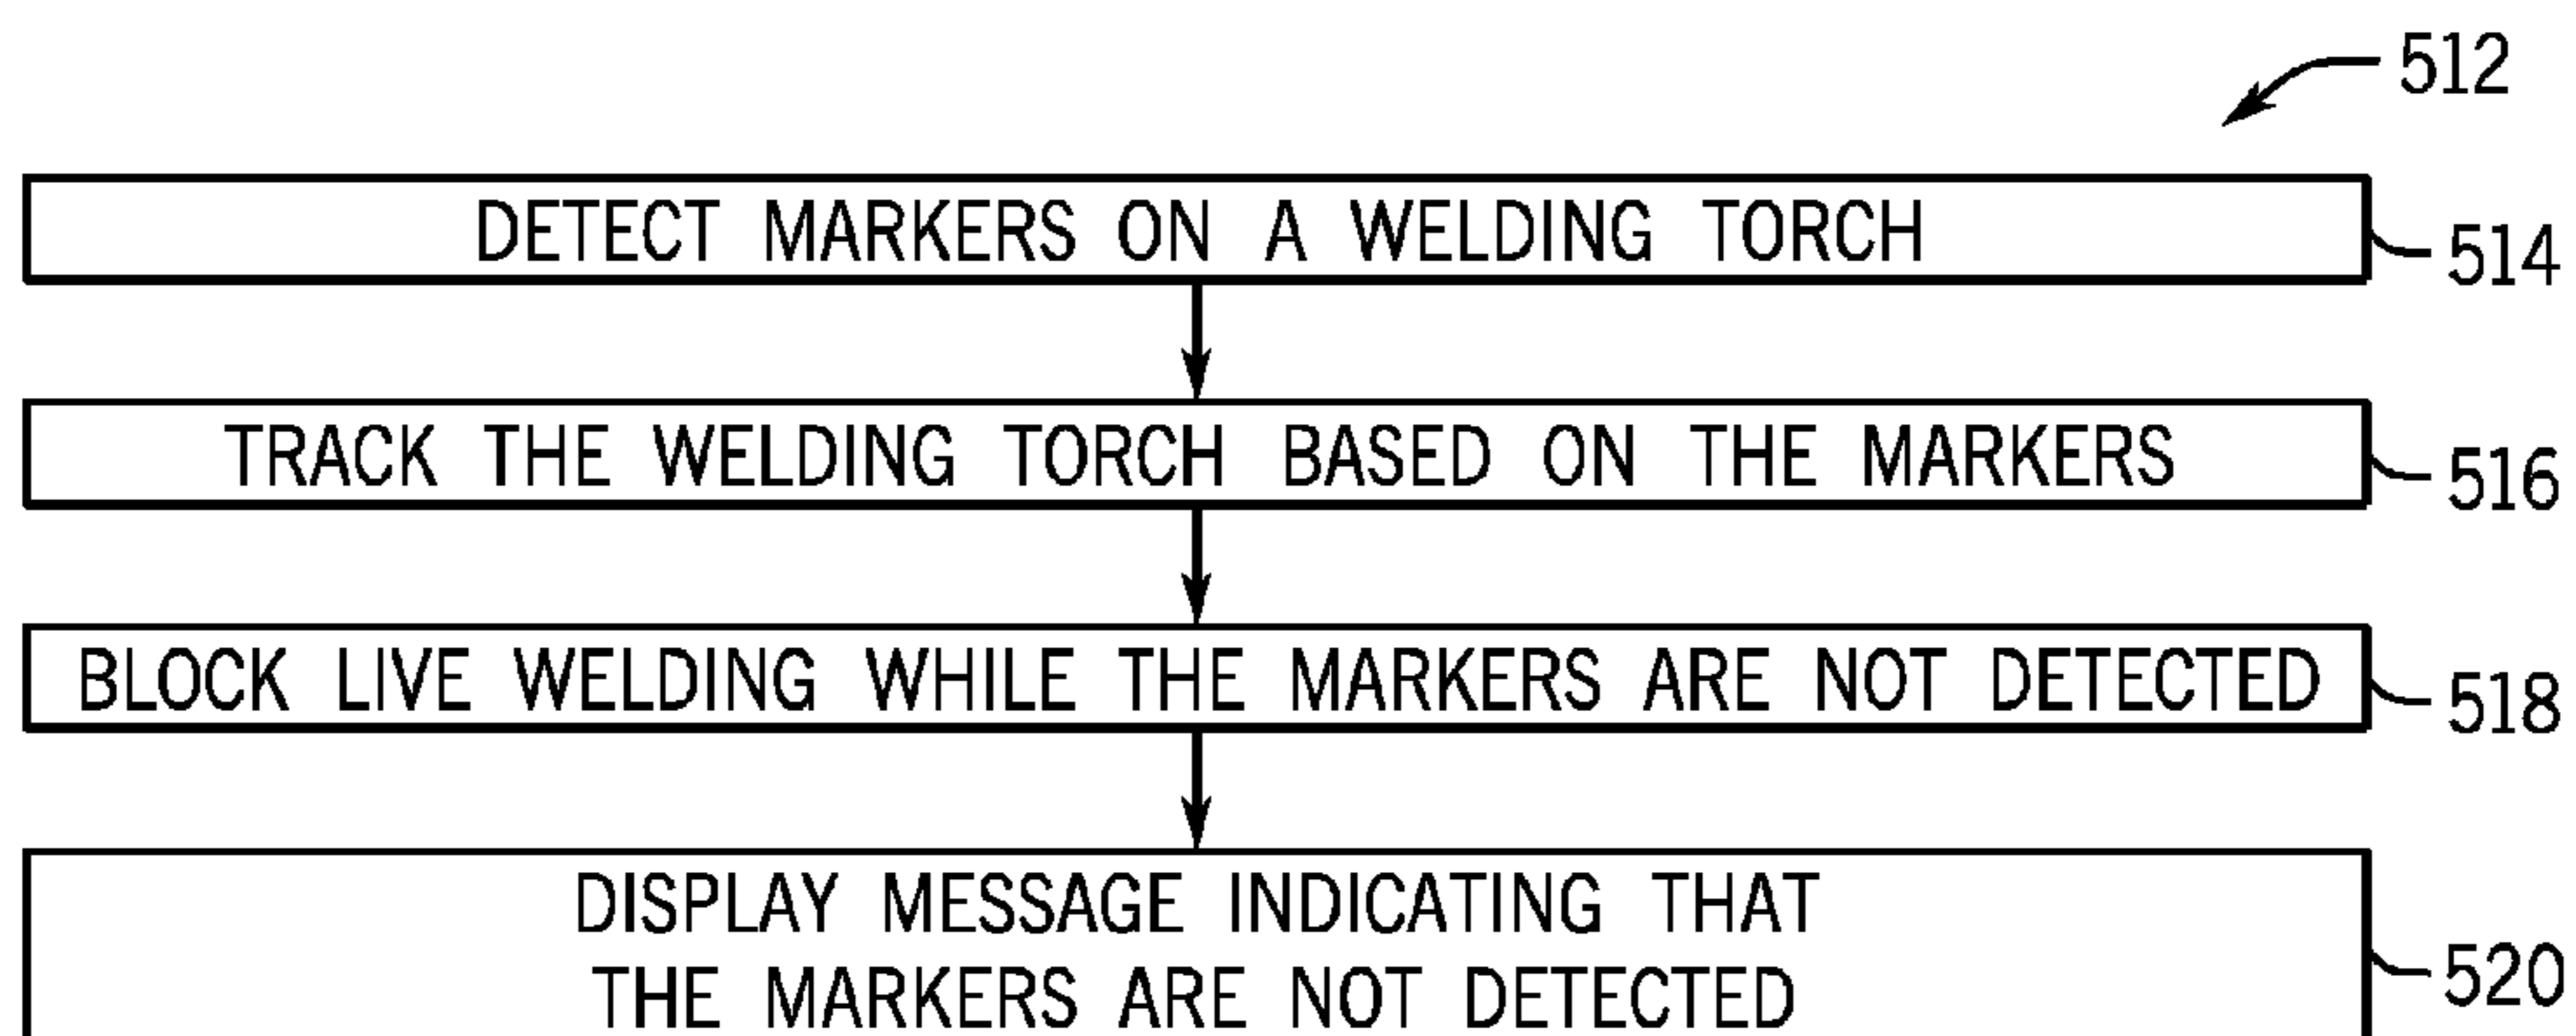 512
DETECT MARKERS ON A WELDING TORCH
514
TRACK THE WELDING TORCH BASED ON THE MARKERS
516
BLOCK LIVE WELDING WHILE THE MARKERS ARE NOT DETECTED
518
DISPLAY MESSAGE INDICATING THAT
THE MARKERS ARE NOT DETECTED
520